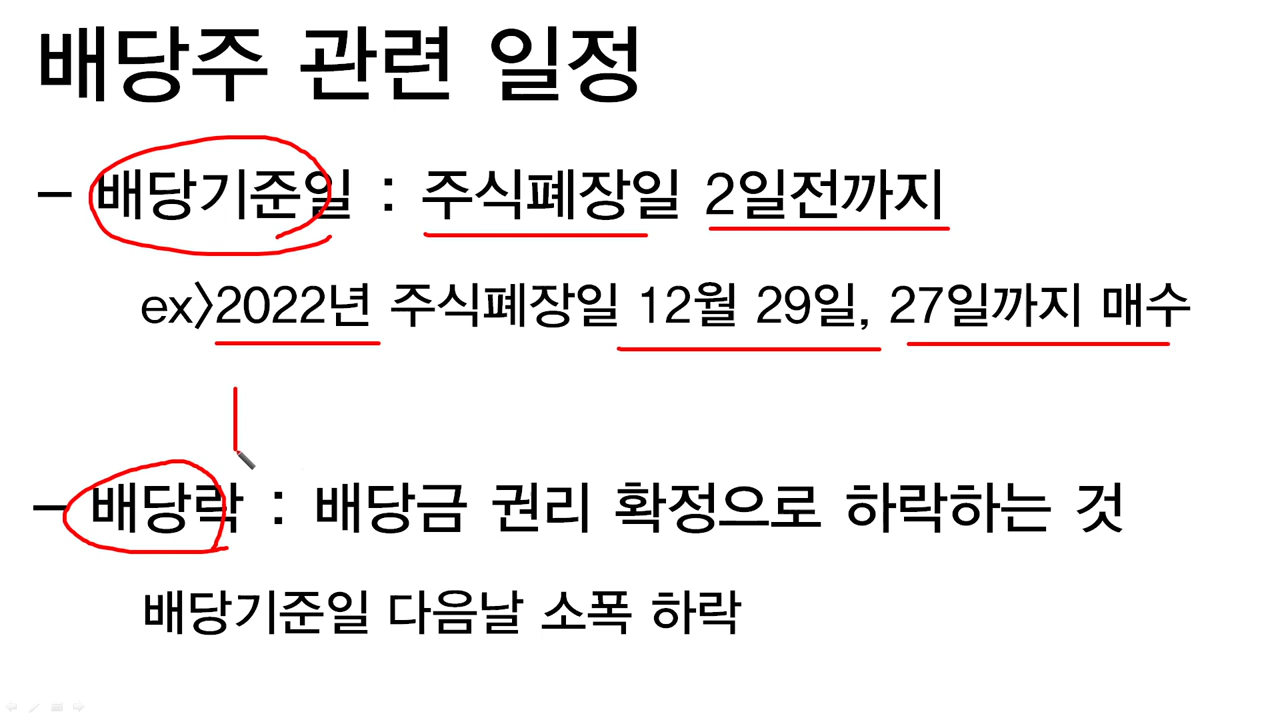 배당주 관련 일정
- 배당기준일 : 주식폐장일 2일전까지
ex>2022년 주식폐장일 12월 29일, 27일까지 매수
- 배당락 : 배당금 권리 확정으로 하락하는 것
배당기준일 다음날 소폭 하락